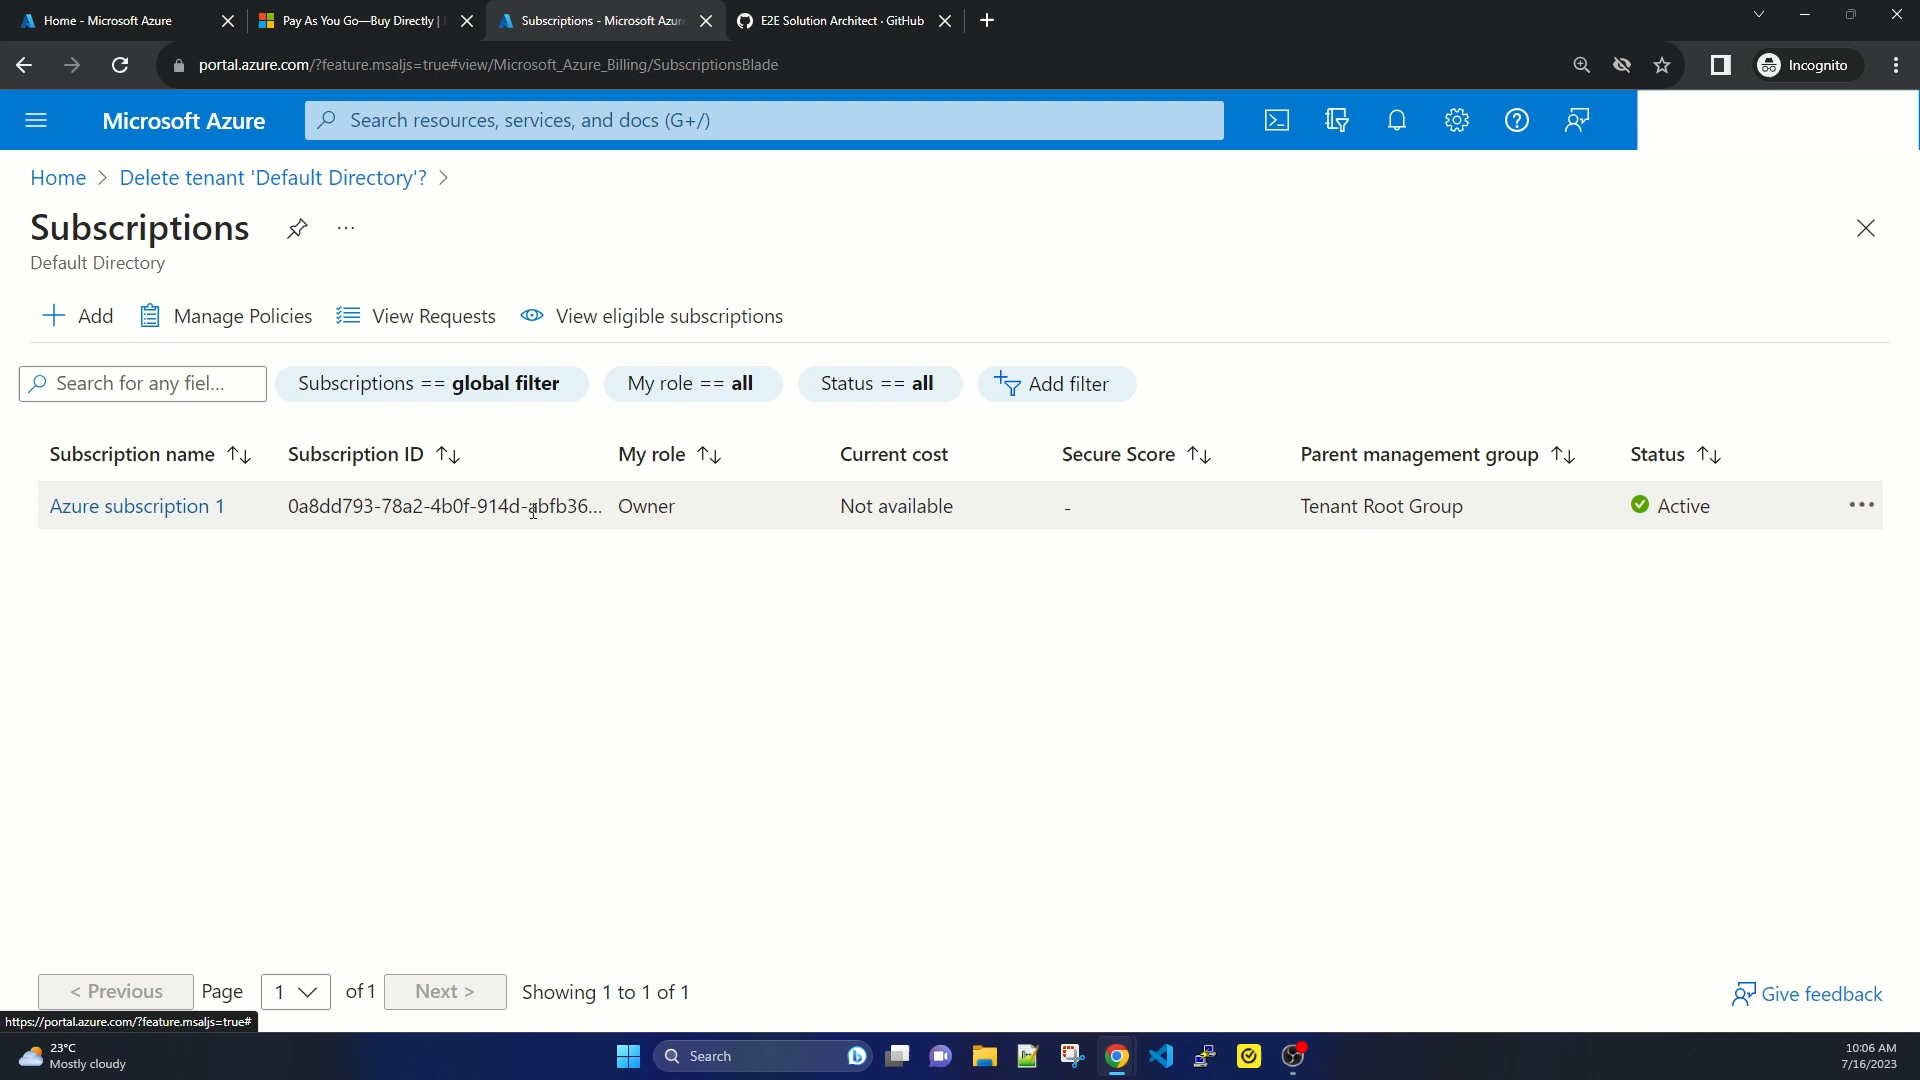 Home - Microsoft Azure
Pay As You Go—Buy Directly |
Subscriptions - Microsoft Azur
E2E Solution Architect · GitHub
portal.azure.com/?feature.msaljs=true#view/Microsoft_Azure_Billing/SubscriptionsBlade
Incognito
Microsoft Azure
Search resources, services, and docs (G+/)
Home > Delete tenant 'Default Directory'? >
Subscriptions ...
Default Directory
Add Manage Policies View Requests View eligible subscriptions
Search for any fiel... Subscriptions == global filter My role == all Status == all Add filter
Subscription name ↑↓ Subscription ID ↑↓ My role ↑↓ Current cost Secure Score ↑↓ Parent management group ↑↓ Status ↑↓
Azure subscription 1 0a8dd793-78a2-4b0f-914d-abfb36... Owner Not available - Tenant Root Group Active ...
< Previous Page 1 of 1 Next > Showing 1 to 1 of 1
Give feedback
https://portal.azure.com/?feature.msaljs=true#
23°C
Mostly cloudy
Search
10:06 AM
7/16/2023